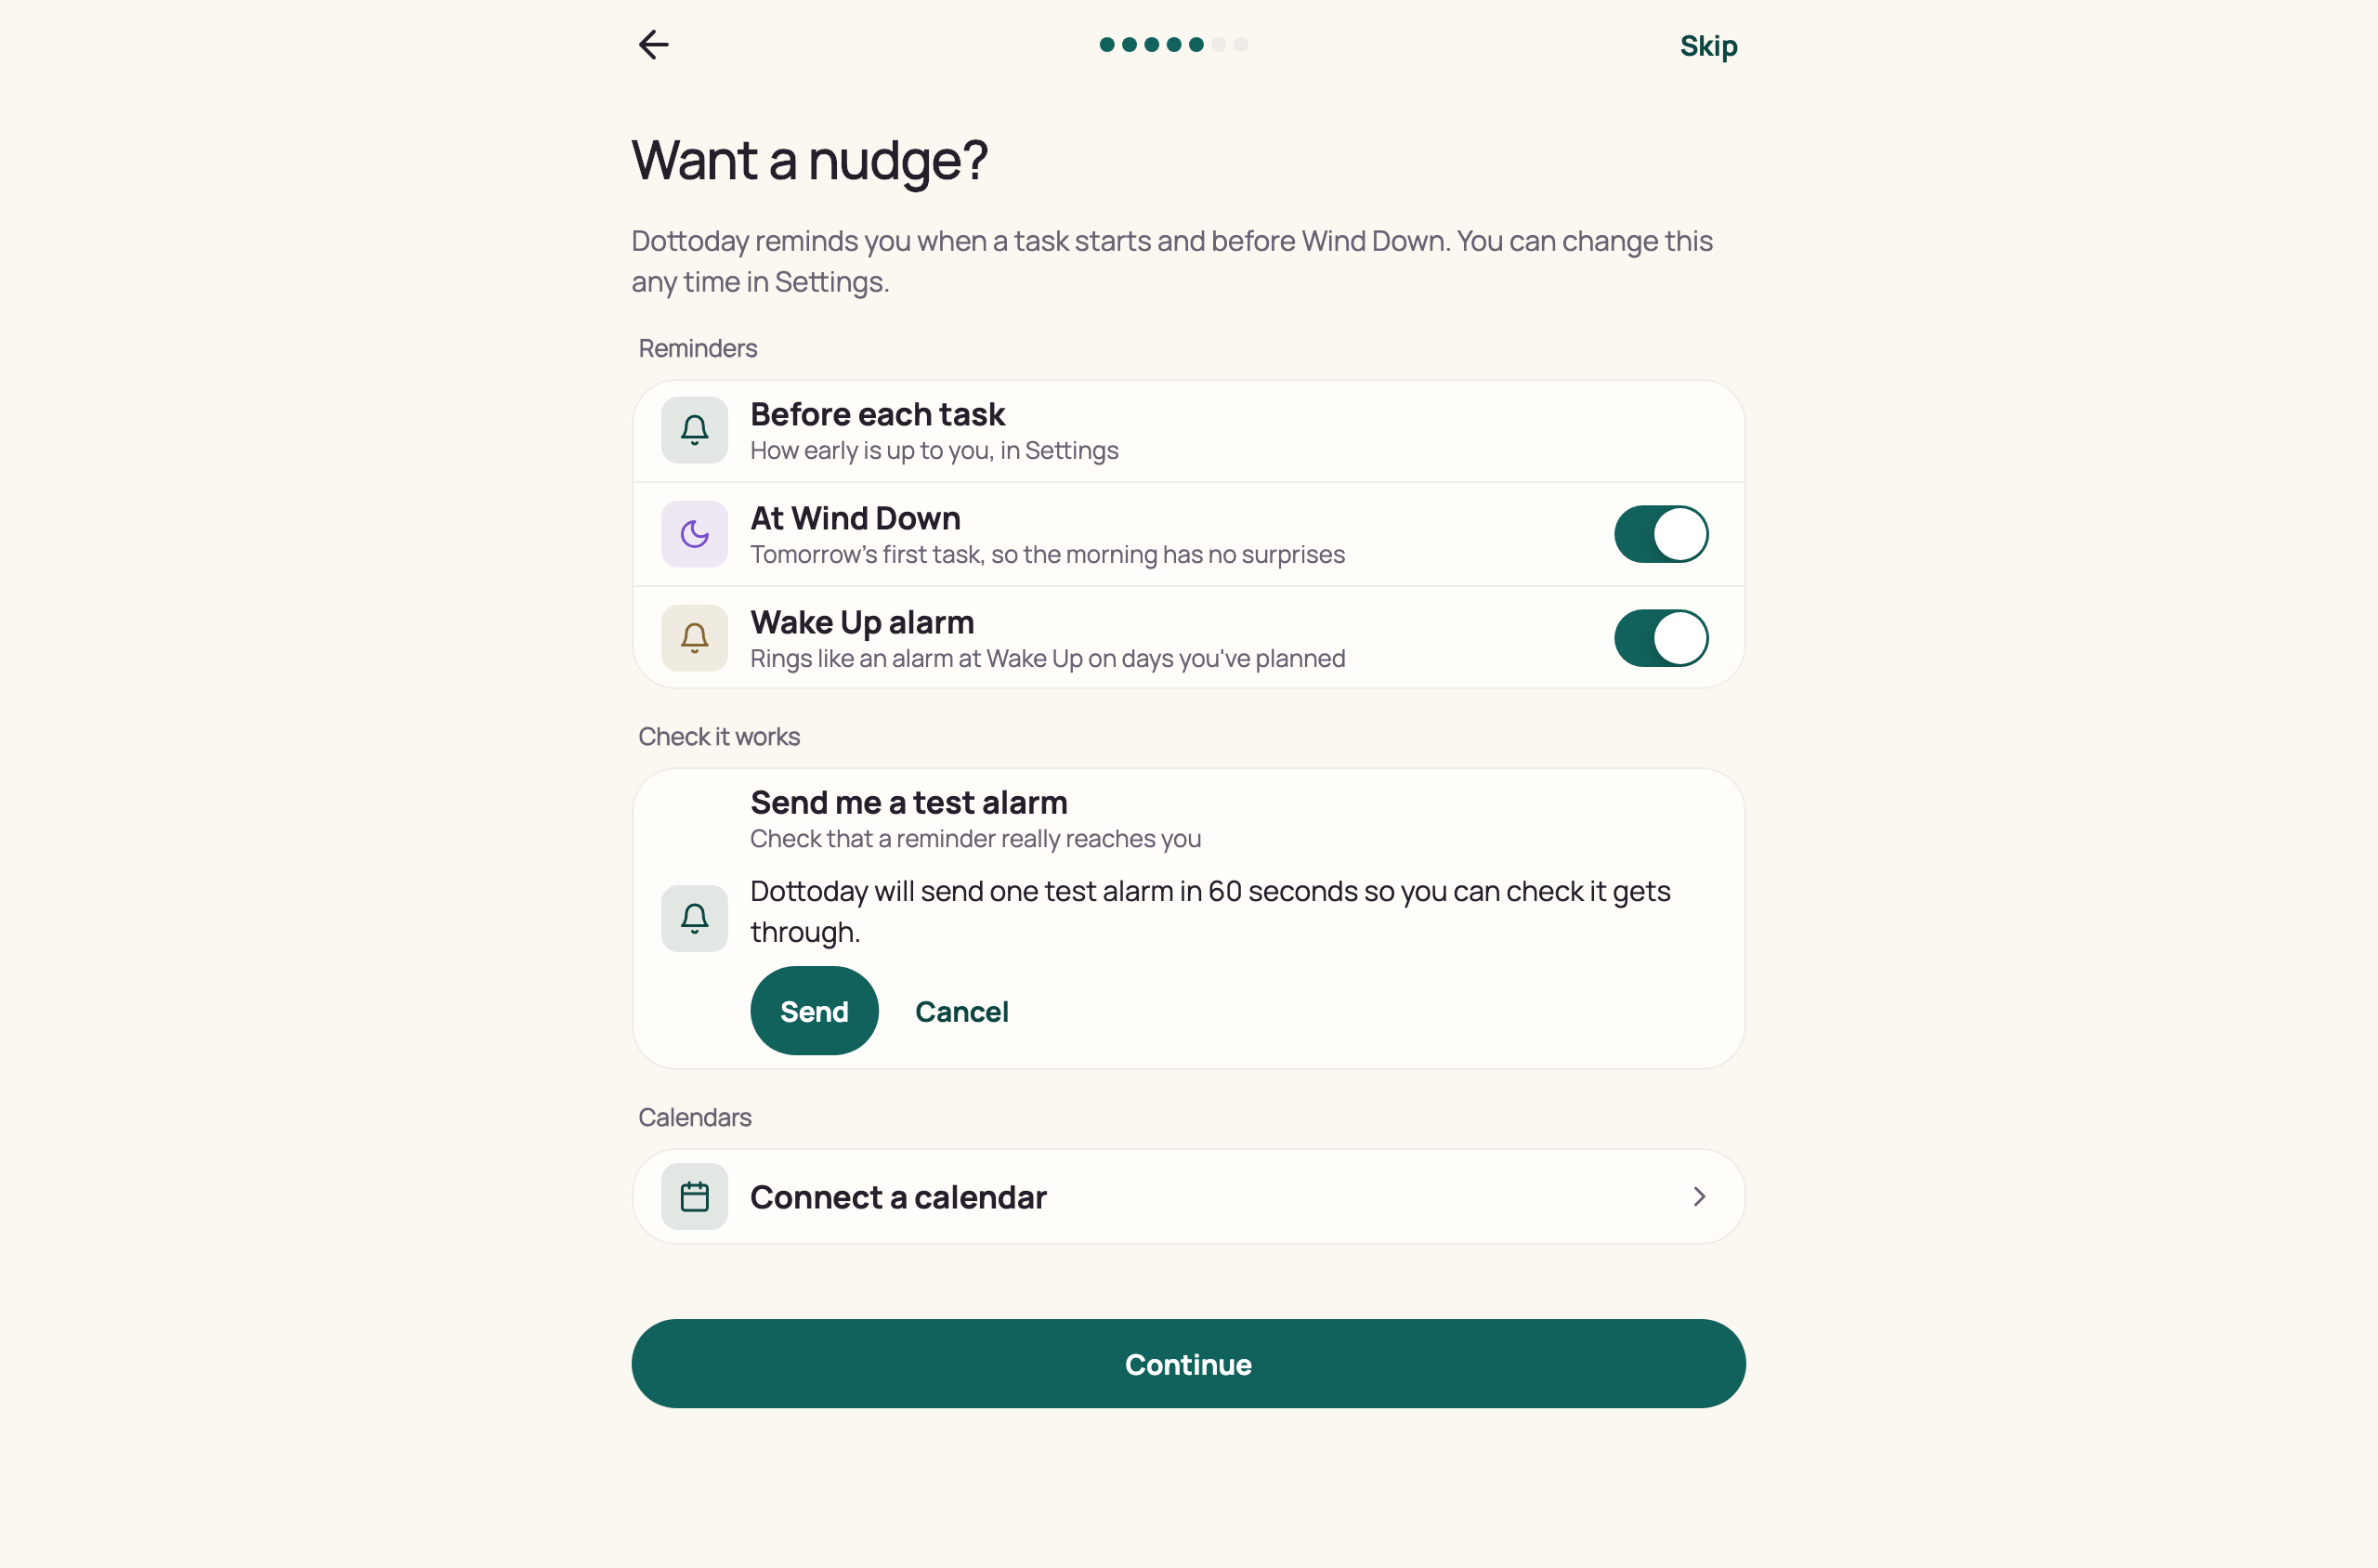 Skip
Want a nudge?
Dottoday reminds you when a task starts and before Wind Down. You can change this
any time in Settings.
Reminders
Before each task
How early is up to you, in Settings
At Wind Down
Tomorrow’s first task, so the morning has no surprises
Wake Up alarm
Rings like an alarm at Wake Up on days you've planned
Check it works
Send me a test alarm
Check that a reminder really reaches you
Dottoday will send one test alarm in 60 seconds so you can check it gets
through.
Send Cancel
Calendars
Connect a calendar
Continue